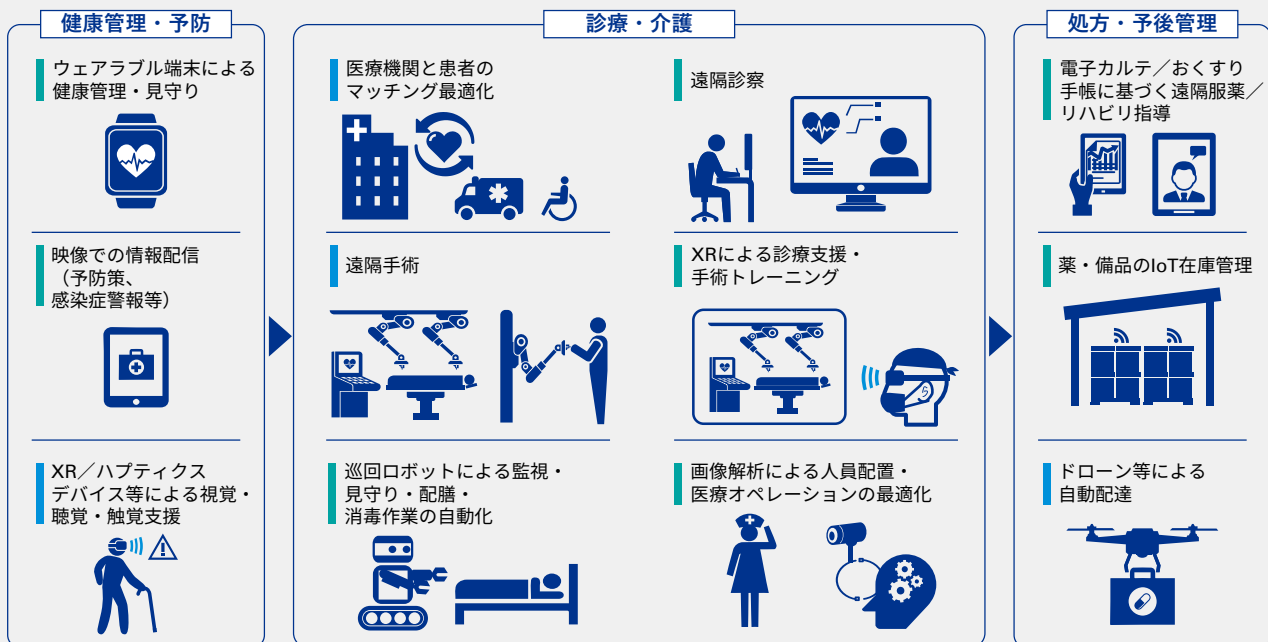 健康管理・予防
ウェアラブル端末による
健康管理・見守り
映像での情報配信
（予防策、
感染症警報等）
XR／ハプティクス
デバイス等による視覚・
聴覚・触覚支援
診療・介護
医療機関と患者の
マッチング最適化
遠隔診察
遠隔手術
XRによる診療支援・
手術トレーニング
巡回ロボットによる監視・
見守り・配膳・
消毒作業の自動化
画像解析による人員配置・
医療オペレーションの最適化
処方・予後管理
電子カルテ／おくすり
手帳に基づく遠隔服薬／
リハビリ指導
薬・備品のIoT在庫管理
ドローン等による
自動配達